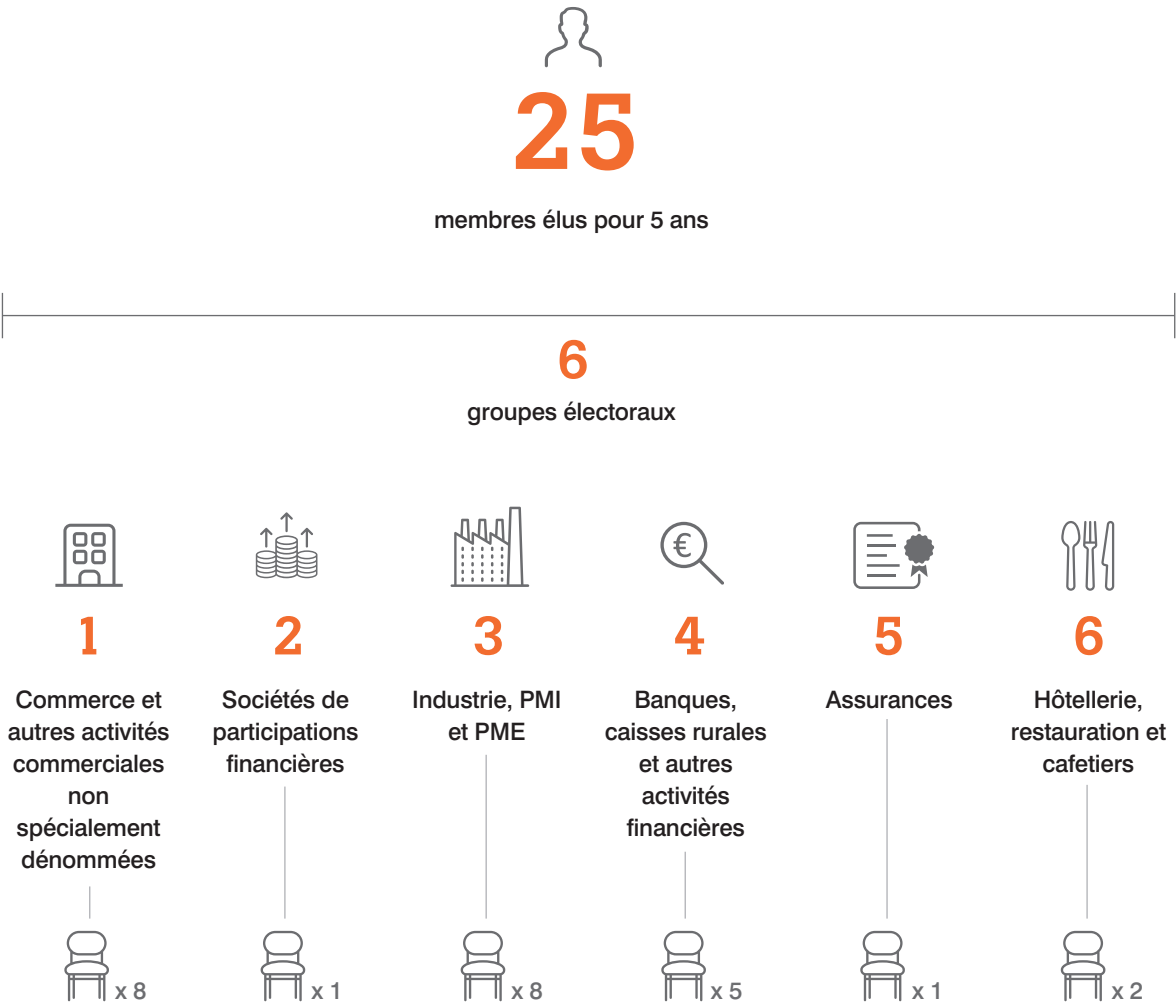 25
membres élus pour 5 ans
6
groupes électoraux
1
Commerce et
autres activités
commerciales
non
spécialement
dénommées
x 8
2
Sociétés de
participations
financières
x 1
3
Industrie, PMI
et PME
x 8
4
€
Banques,
caisses rurales
et autres
activités
financières
x 5
5
Assurances
x 1
6
Hôtellerie,
restauration et
cafetiers
x 2